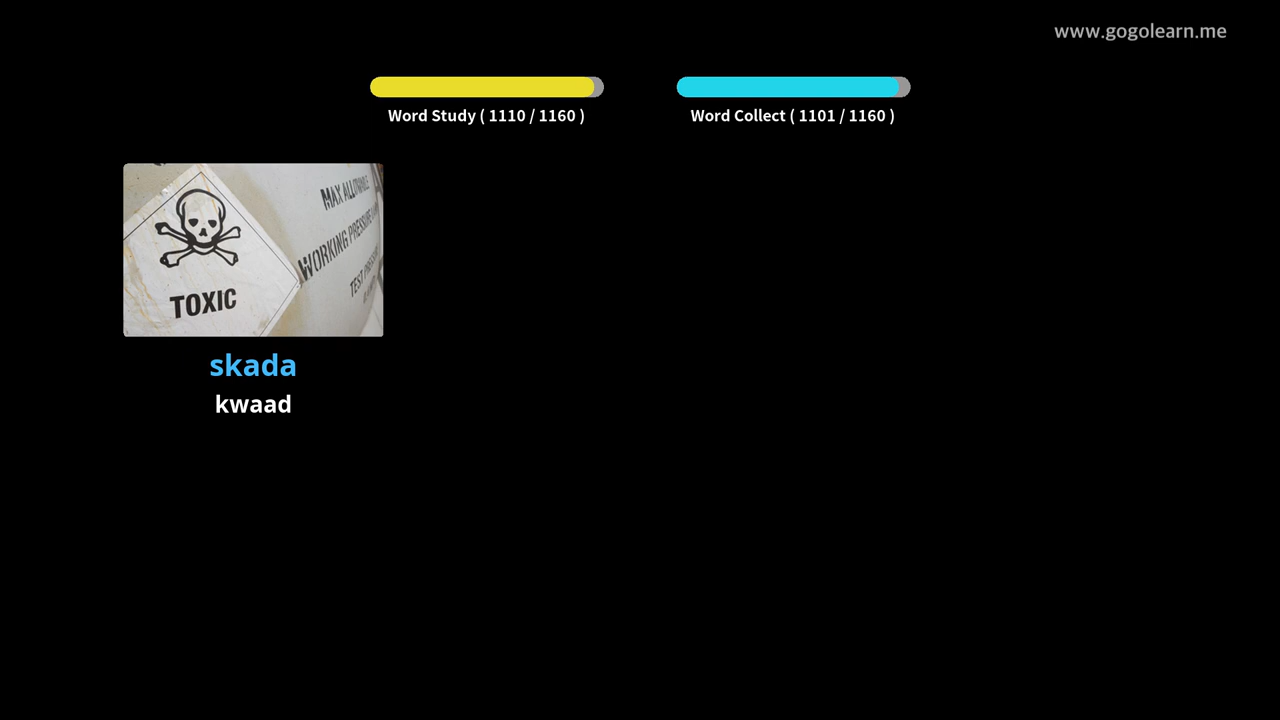 www.gogolearn.me
Word Study ( 1110 / 1160 )
Word Collect ( 1101 / 1160 )
MAX ALLOWABLE
WORKING PRESSURE
TEST
TOXIC
skada
kwaad